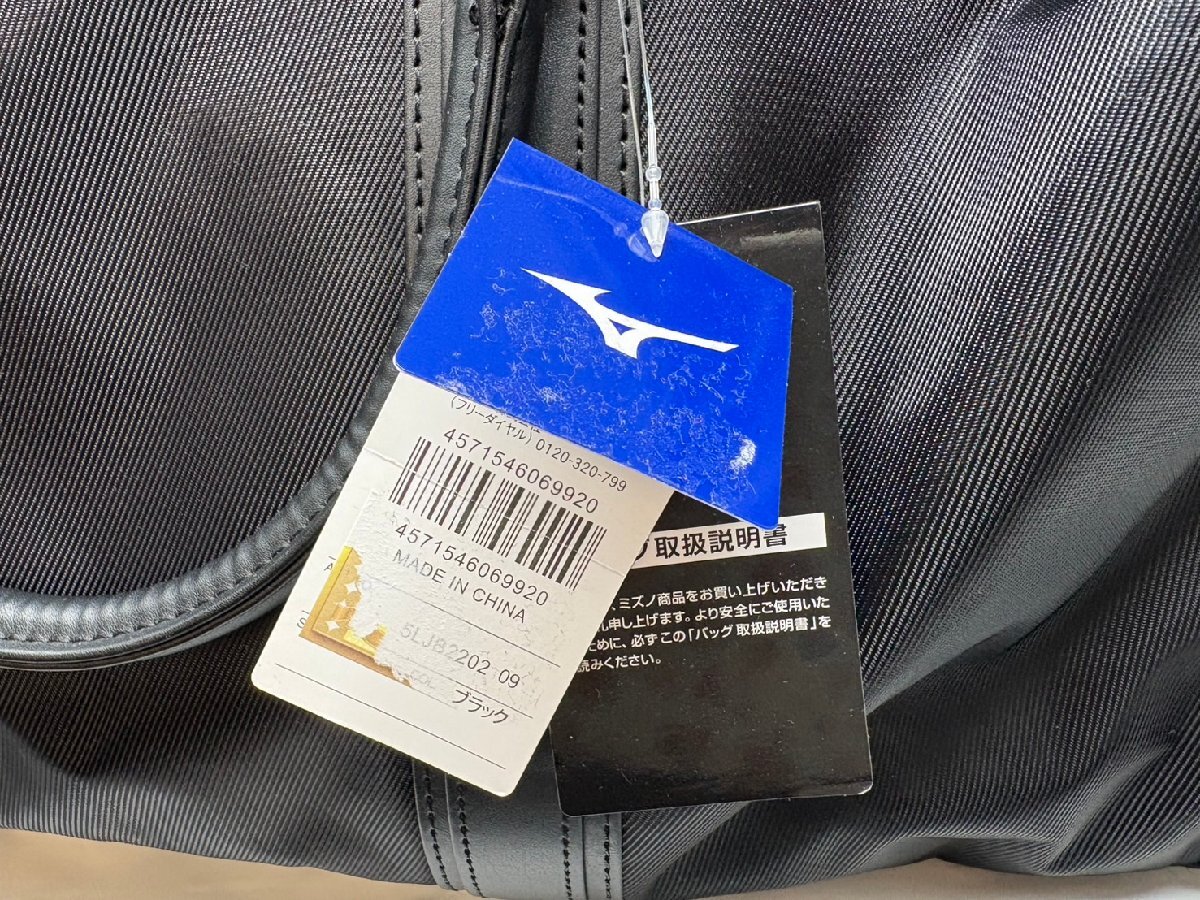 (フリーダイヤル) 0120-320-799
4571546069920
4571546069920
MADE IN CHINA
5LJB2202 09
COL
ブラック
取扱説明書
、ミズノ商品をお買い上げいただき
申し上げます。より安全にご使用いた
ために、必ずこの「バッグ取扱説明書」を
読みください。